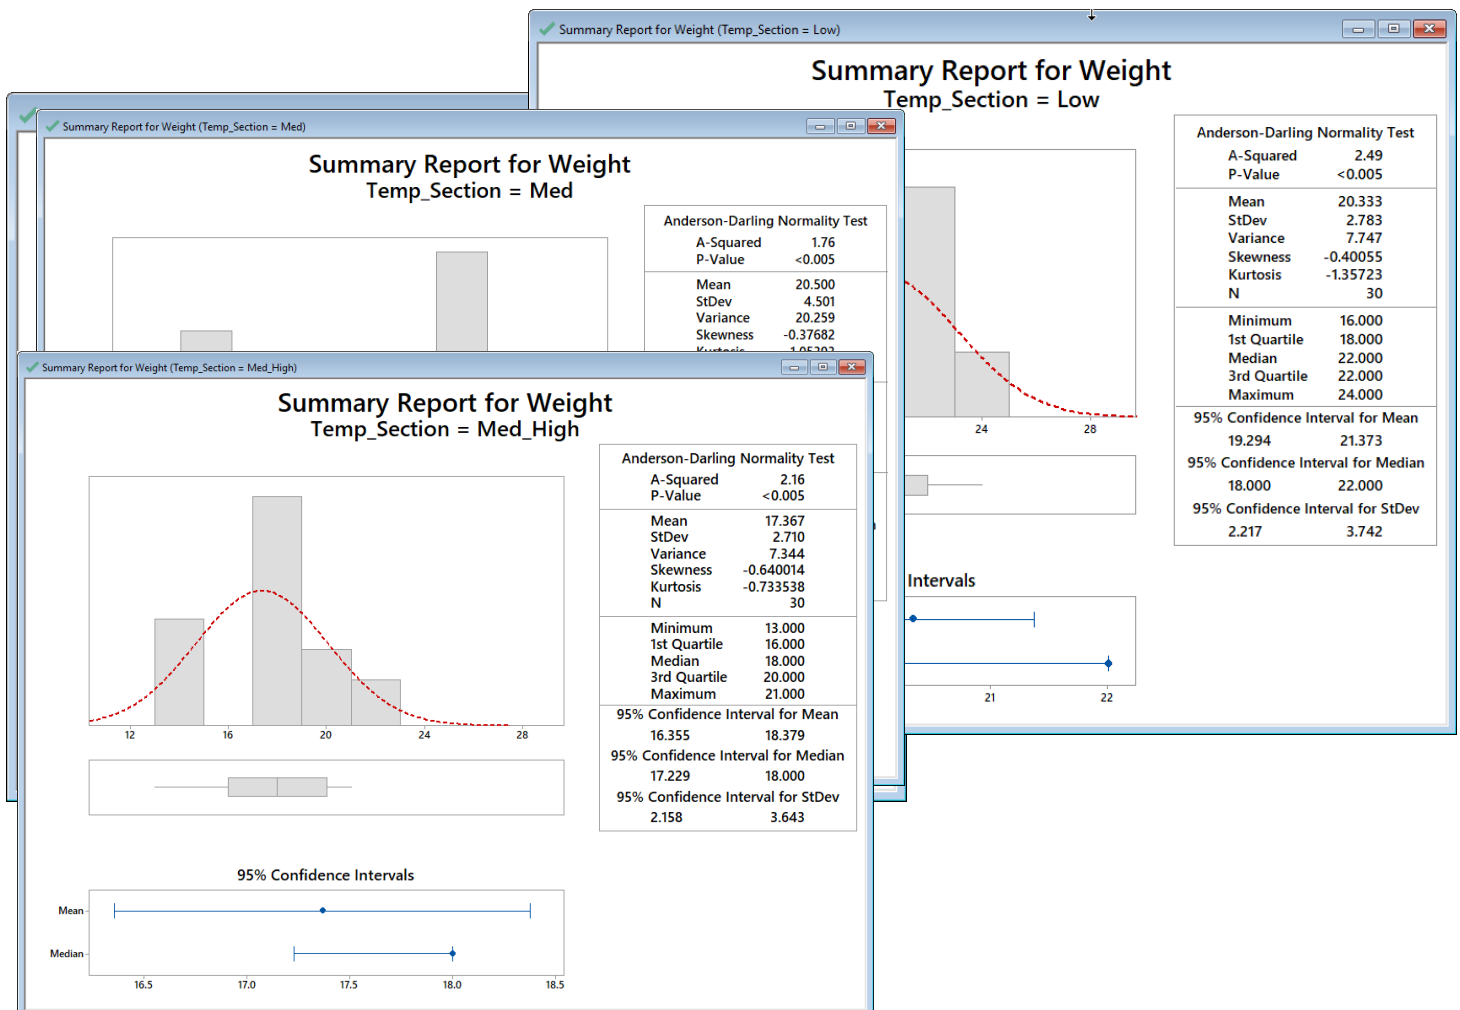 Summary Report for Weight (Temp_Section = Low)
Summary Report for Weight
Temp_Section = Low
Anderson-Darling Normality Test
A-Squared 2.49
P-Value <0.005
Mean 20.333
StDev 2.783
Variance 7.747
Skewness -0.40055
Kurtosis -1.35723
N 30
Minimum 16.000
1st Quartile 18.000
Median 22.000
3rd Quartile 22.000
Maximum 24.000
95% Confidence Interval for Mean
19.294 21.373
95% Confidence Interval for Median
18.000 22.000
95% Confidence Interval for StDev
2.217 3.742
24 28
Intervals
21 22
Summary Report for Weight (Temp_Section = Med)
Summary Report for Weight
Temp_Section = Med
Anderson-Darling Normality Test
A-Squared 1.76
P-Value <0.005
Mean 20.500
StDev 4.501
Variance 20.259
Skewness -0.37682
Summary Report for Weight (Temp_Section = Med_High)
Summary Report for Weight
Temp_Section = Med_High
Anderson-Darling Normality Test
A-Squared 2.16
P-Value <0.005
Mean 17.367
StDev 2.710
Variance 7.344
Skewness -0.640014
Kurtosis -0.733538
N 30
Minimum 13.000
1st Quartile 16.000
Median 18.000
3rd Quartile 20.000
Maximum 21.000
95% Confidence Interval for Mean
16.355 18.379
95% Confidence Interval for Median
17.229 18.000
95% Confidence Interval for StDev
2.158 3.643
12 16 20 24 28
95% Confidence Intervals
Mean
Median
16.5 17.0 17.5 18.0 18.5